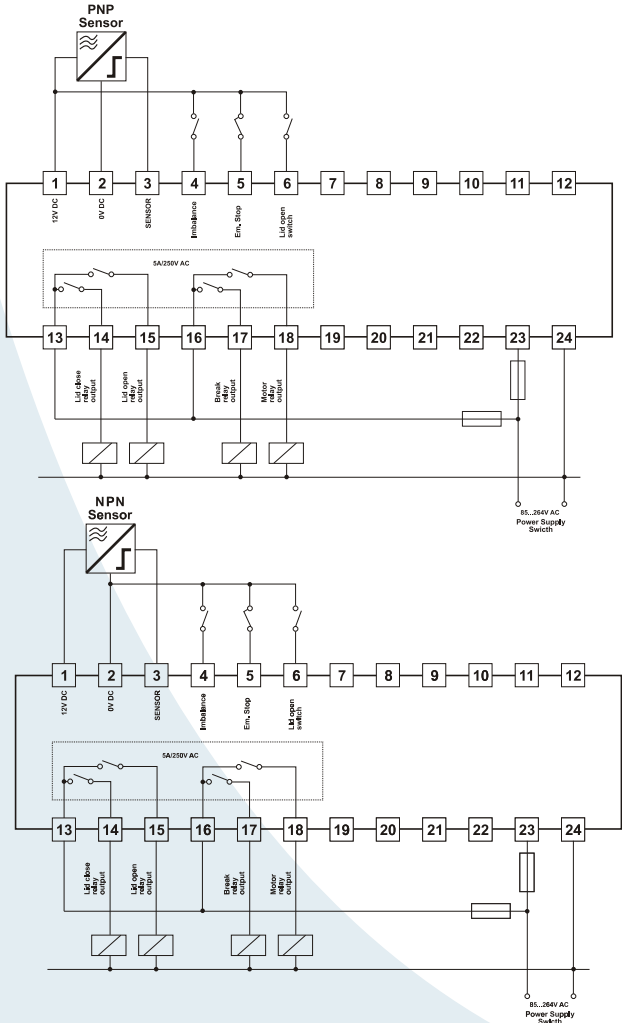 PNP
Sensor
1 2 3 4 5 6 7 8 9 10 11 12
12V DC
0V DC
SENSOR
Imbalance
Em. Stop
Lid open
switch
5A/250V AC
13 14 15 16 17 18 19 20 21 22 23 24
Lid close
relay
output
Lid open
relay
output
Break
relay
output
Motor
relay
output
85...264V AC
Power Supply
Swicth
NPN
Sensor
1 2 3 4 5 6 7 8 9 10 11 12
12V DC
0V DC
SENSOR
Imbalance
Em. Stop
Lid open
switch
5A/250V AC
13 14 15 16 17 18 19 20 21 22 23 24
Lid close
relay
output
Lid open
relay
output
Break
relay
output
Motor
relay
output
85...264V AC
Power Supply
Swicth